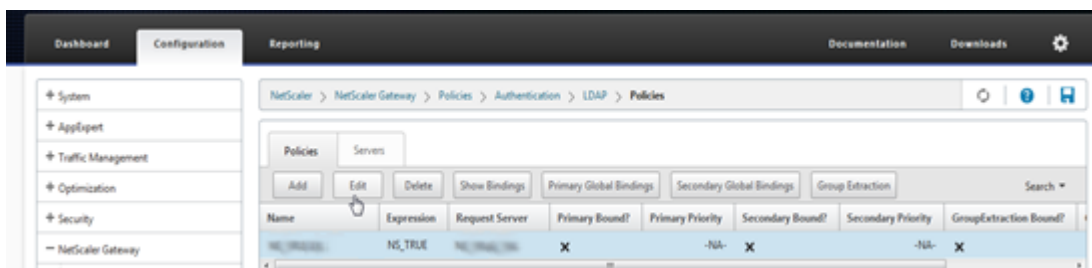 Dashboard Configuration Reporting Documentation Downloads
+ System
NetScaler > NetScaler Gateway > Policies > Authentication > LDAP > Policies
+ AppExpert
+ Traffic Management
Policies Servers
+ Optimization
Add Edit Delete Show Bindings Primary Global Bindings Secondary Global Bindings Group Extraction Search
+ Security
Name Expression Request Server Primary Bound? Primary Priority Secondary Bound? Secondary Priority GroupExtraction Bound?
− NetScaler Gateway
NS_TRUE ✕ -NA- ✕ -NA- ✕